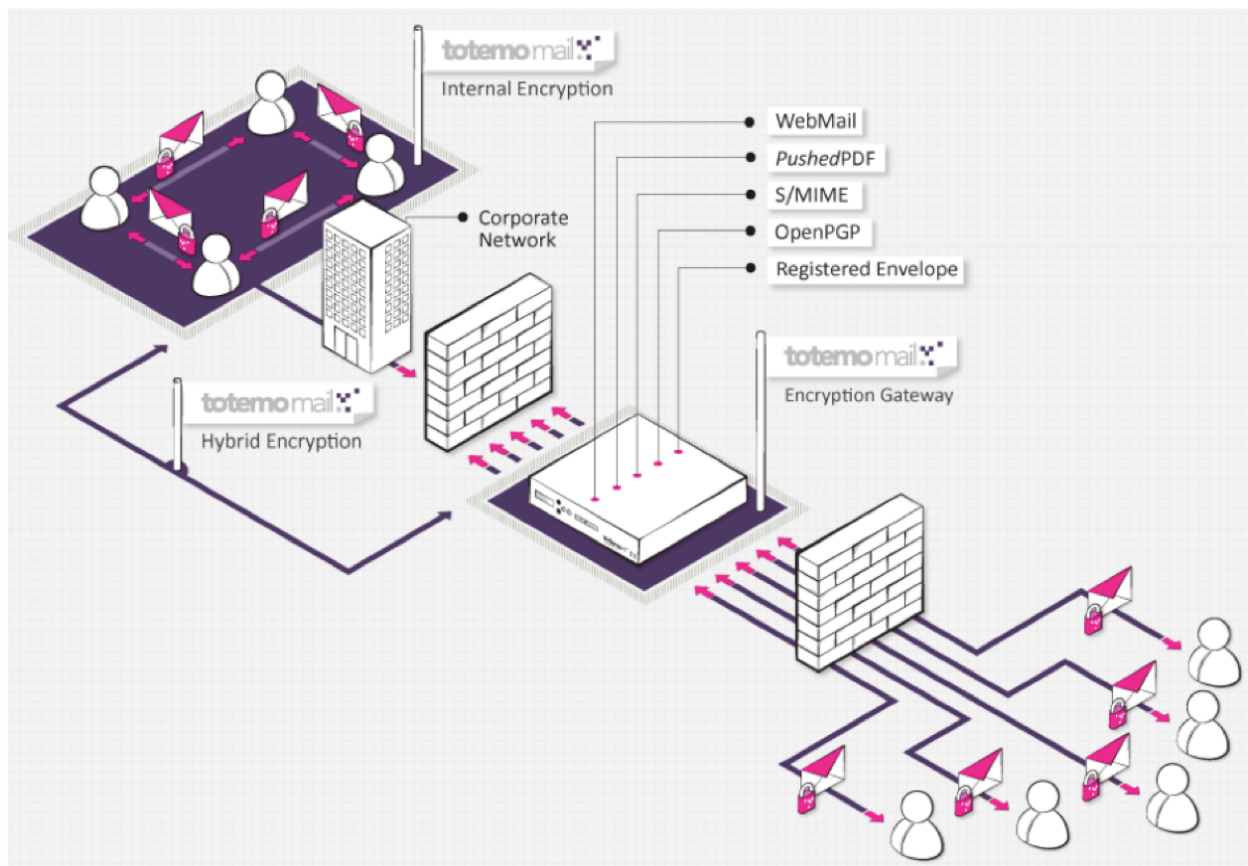 totemomail
Internal Encryption
WebMail
PushedPDF
S/MIME
OpenPGP
Registered Envelope
Corporate
Network
totemomail
Encryption Gateway
totemomail
Hybrid Encryption